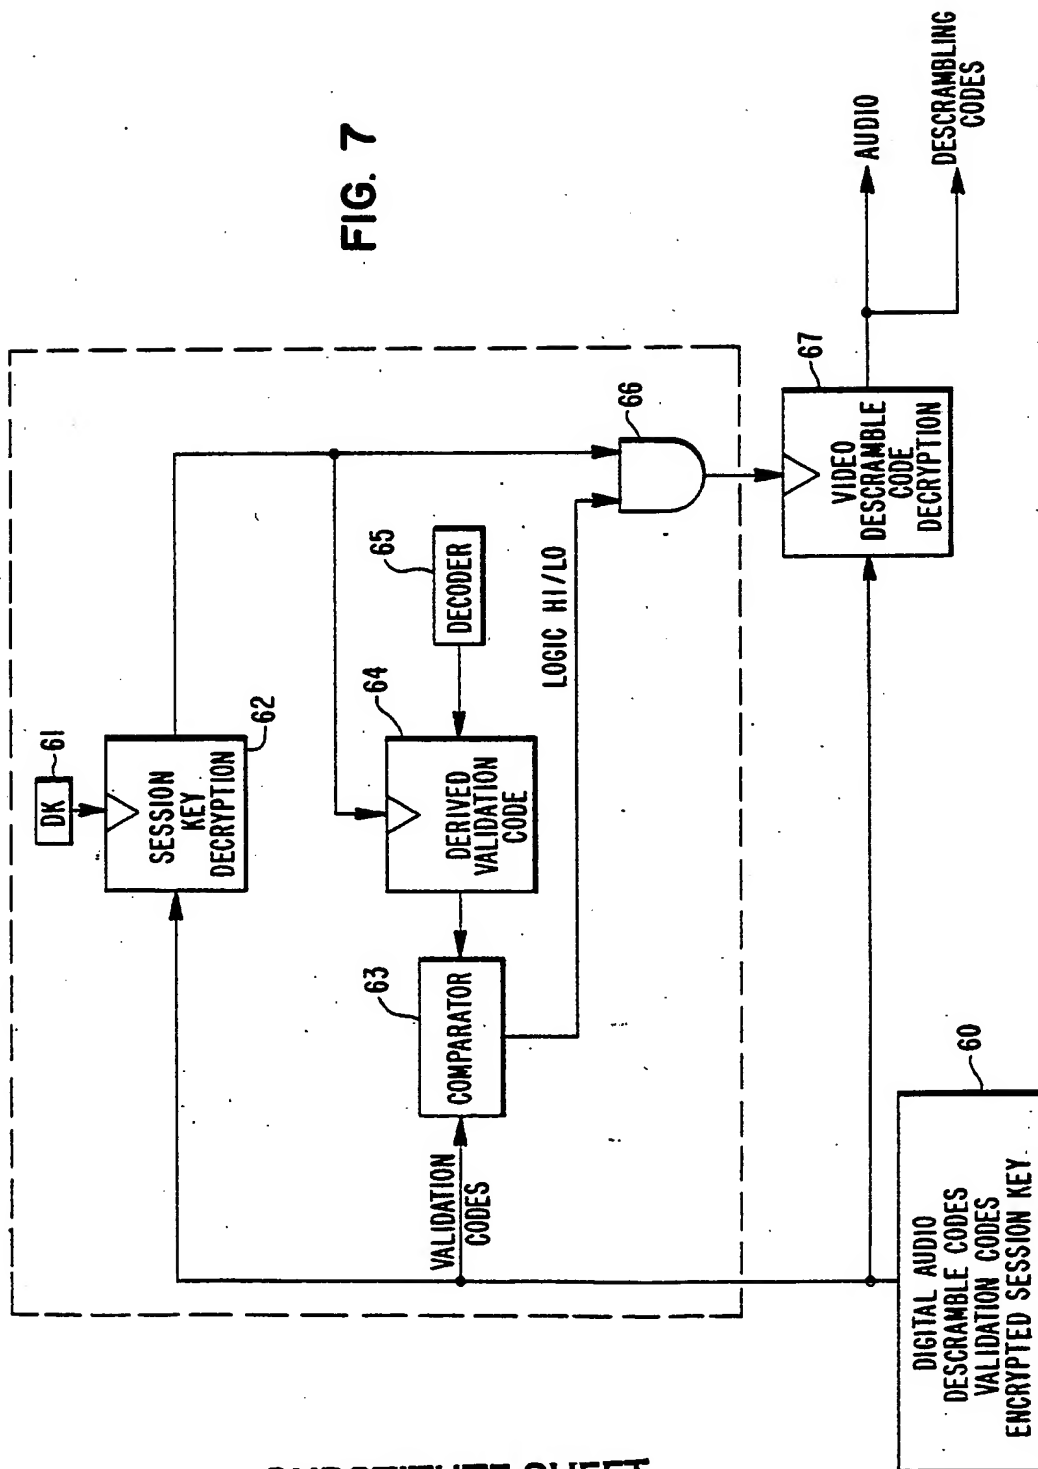 FIG. 7
DK
61
SESSION
KEY
DECRYPTION
62
DECODER
65
DERIVED
VALIDATION
CODE
64
COMPARATOR
63
VALIDATION
CODES
LOGIC HI/LO
66
VIDEO
DESCRAMBLE
CODE
DECRYPTION
67
AUDIO
DESCRAMBLING
CODES
DIGITAL AUDIO
DESCRAMBLE CODES
VALIDATION CODES
ENCRYPTED SESSION KEY
60